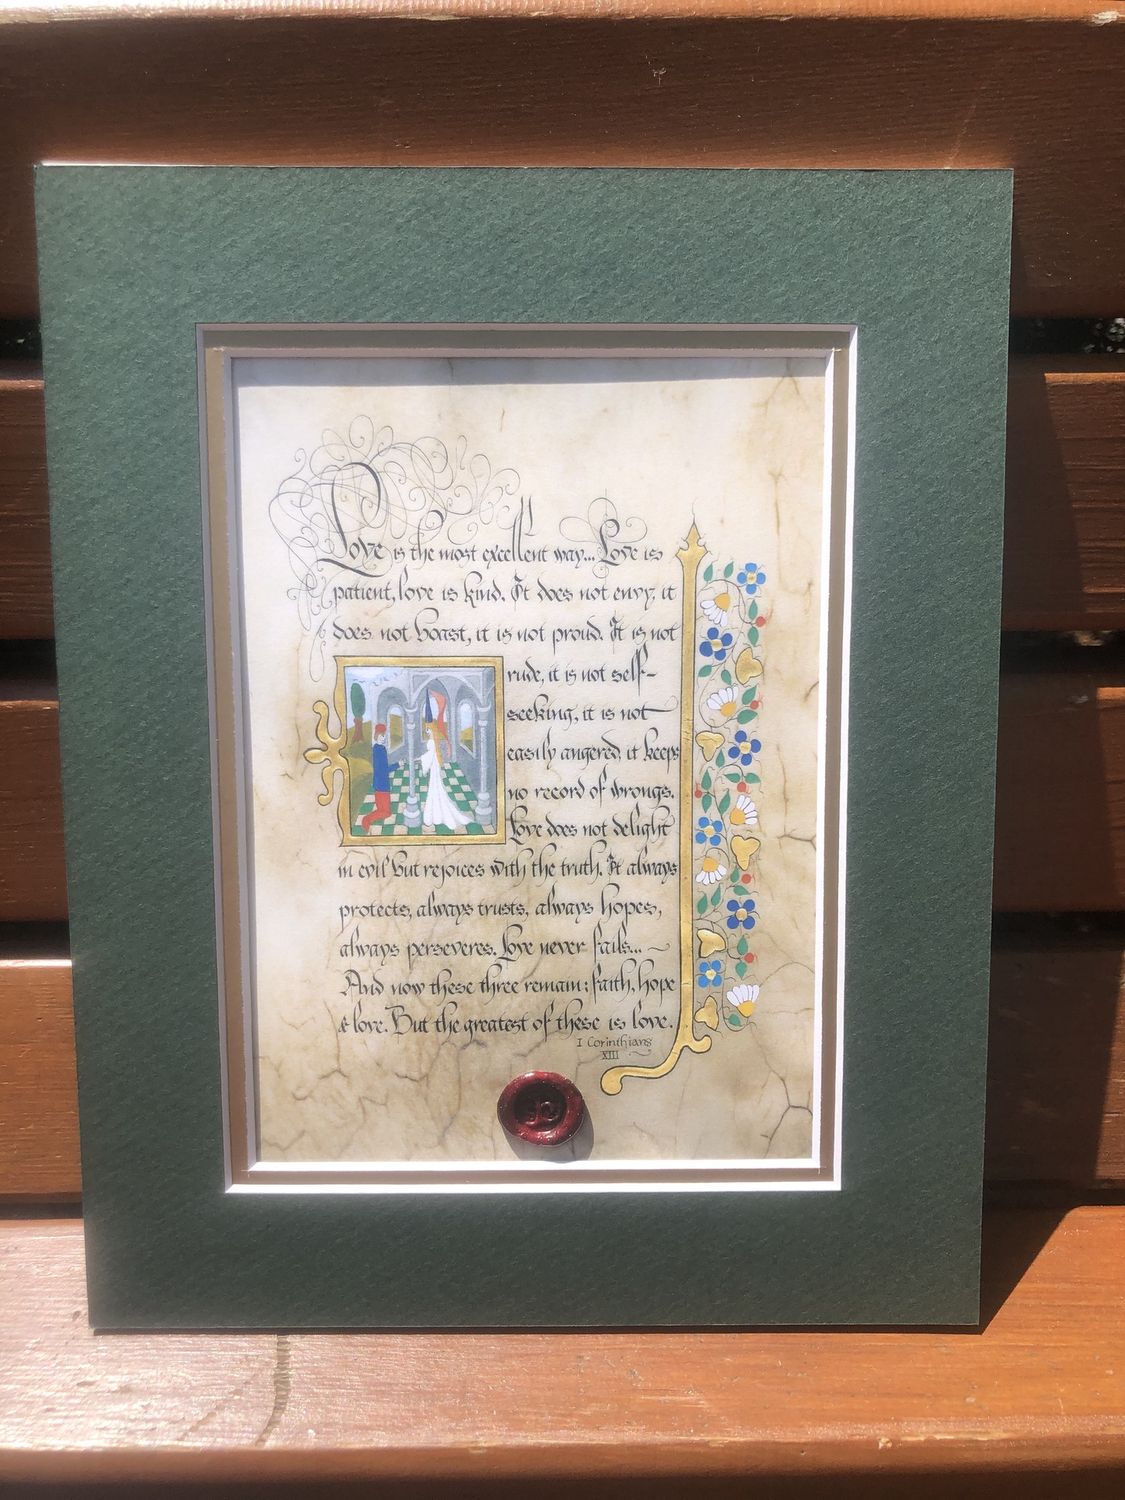 Love is the most excellent way... Love is
patient, love is kind. It does not envy, it
does not boast, it is not proud. It is not
rude, it is not self-
seeking, it is not
easily angered, it keeps
no record of wrongs.
Love does not delight
in evil but rejoices with the truth. It always
protects, always trusts, always hopes,
always perseveres. Love never fails... ~
And now these three remain: faith, hope
& love. But the greatest of these is love.
I Corinthians
XIII